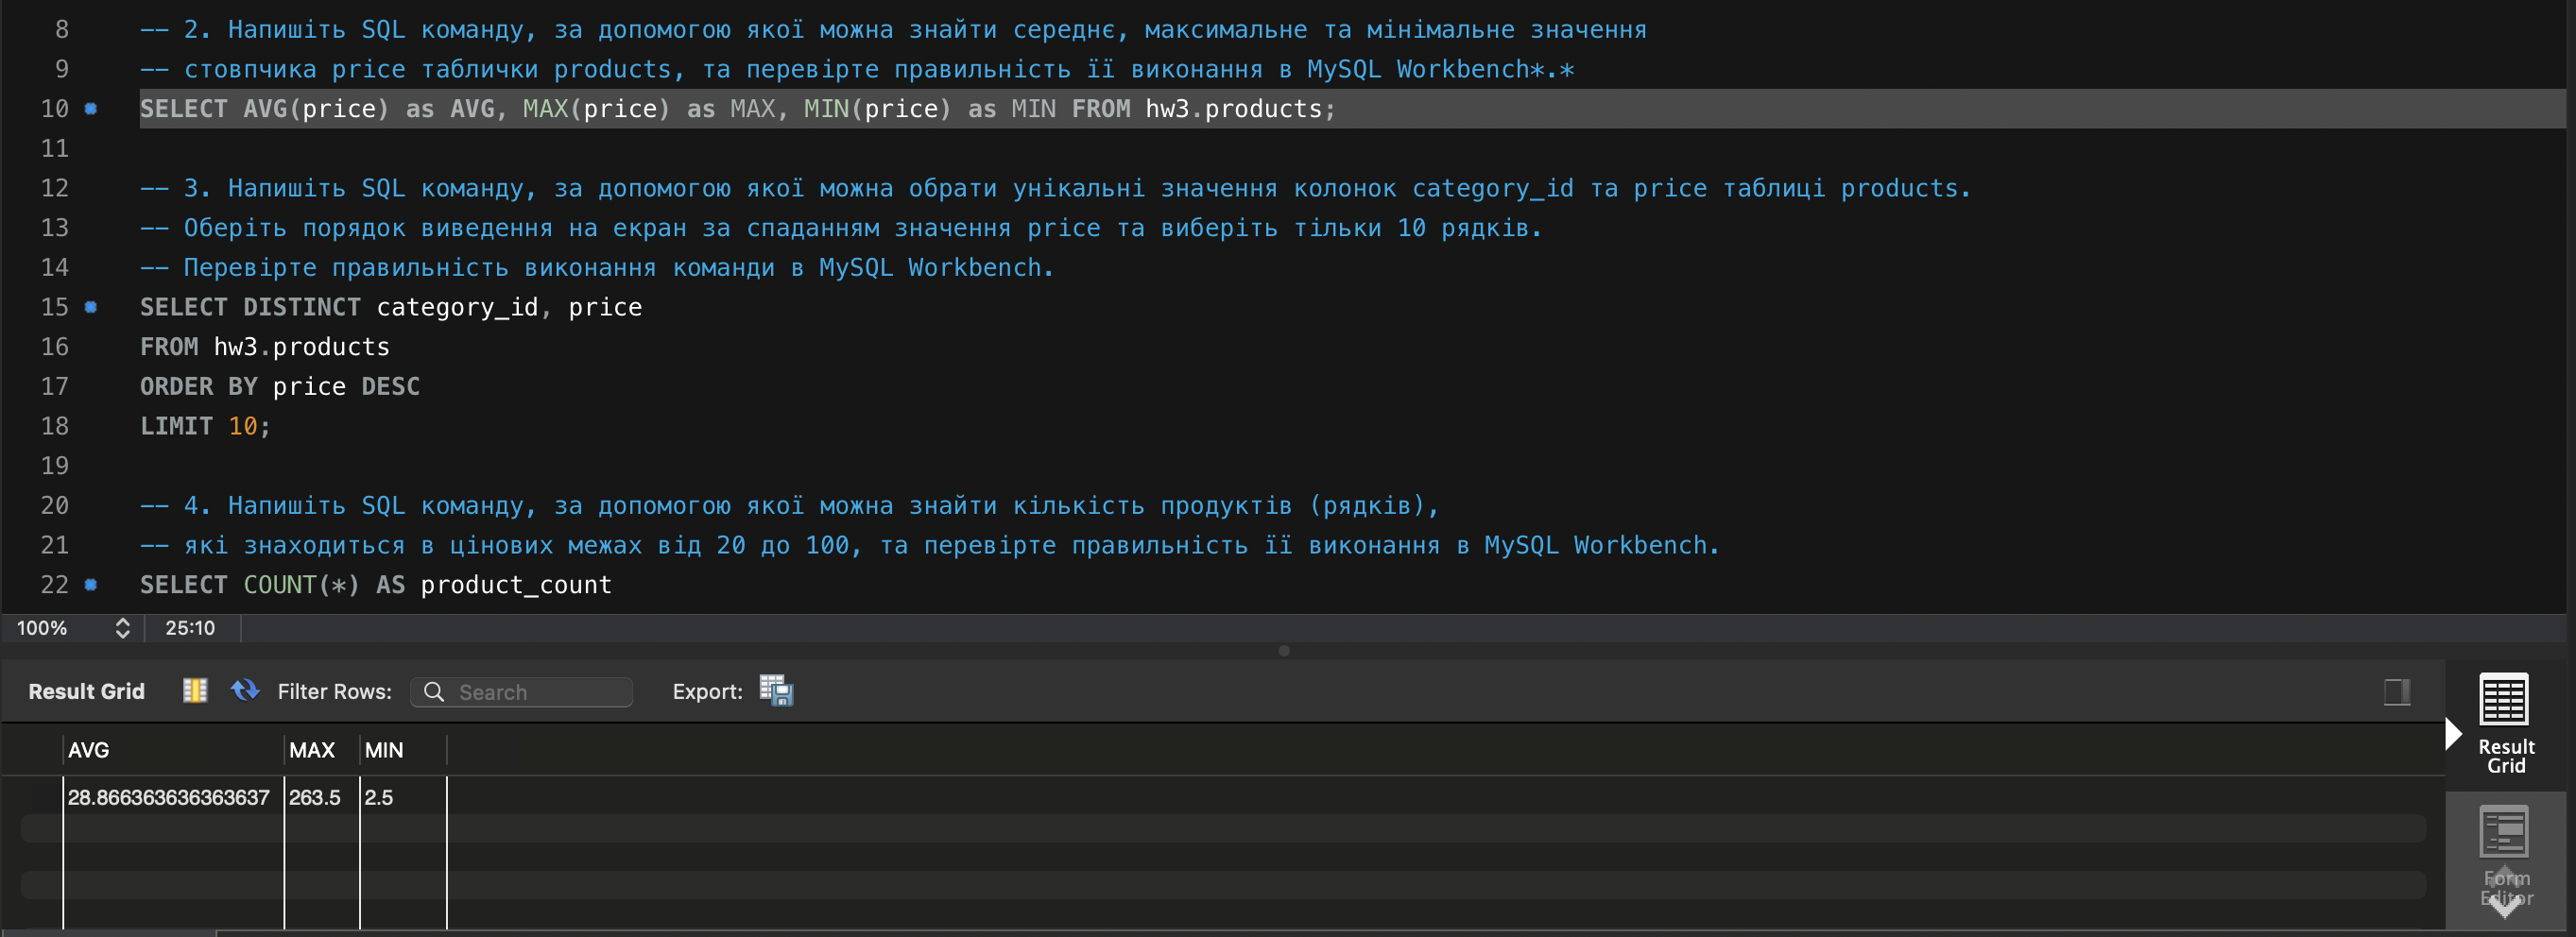 8 -- 2. Напишіть SQL команду, за допомогою якої можна знайти середнє, максимальне та мінімальне значення
9 -- стовпчика price таблички products, та перевірте правильність її виконання в MySQL Workbench*.*
10 SELECT AVG(price) as AVG, MAX(price) as MAX, MIN(price) as MIN FROM hw3.products;
11
12 -- 3. Напишіть SQL команду, за допомогою якої можна обрати унікальні значення колонок category_id та price таблиці products.
13 -- Оберіть порядок виведення на екран за спаданням значення price та виберіть тільки 10 рядків.
14 -- Перевірте правильність виконання команди в MySQL Workbench.
15 SELECT DISTINCT category_id, price
16 FROM hw3.products
17 ORDER BY price DESC
18 LIMIT 10;
19
20 -- 4. Напишіть SQL команду, за допомогою якої можна знайти кількість продуктів (рядків),
21 -- які знаходиться в цінових межах від 20 до 100, та перевірте правильність її виконання в MySQL Workbench.
22 SELECT COUNT(*) AS product_count
100% 25:10
Result Grid Filter Rows: Search Export:
AVG MAX MIN
28.866363636363637 263.5 2.5
Result
Grid
Form
Editor